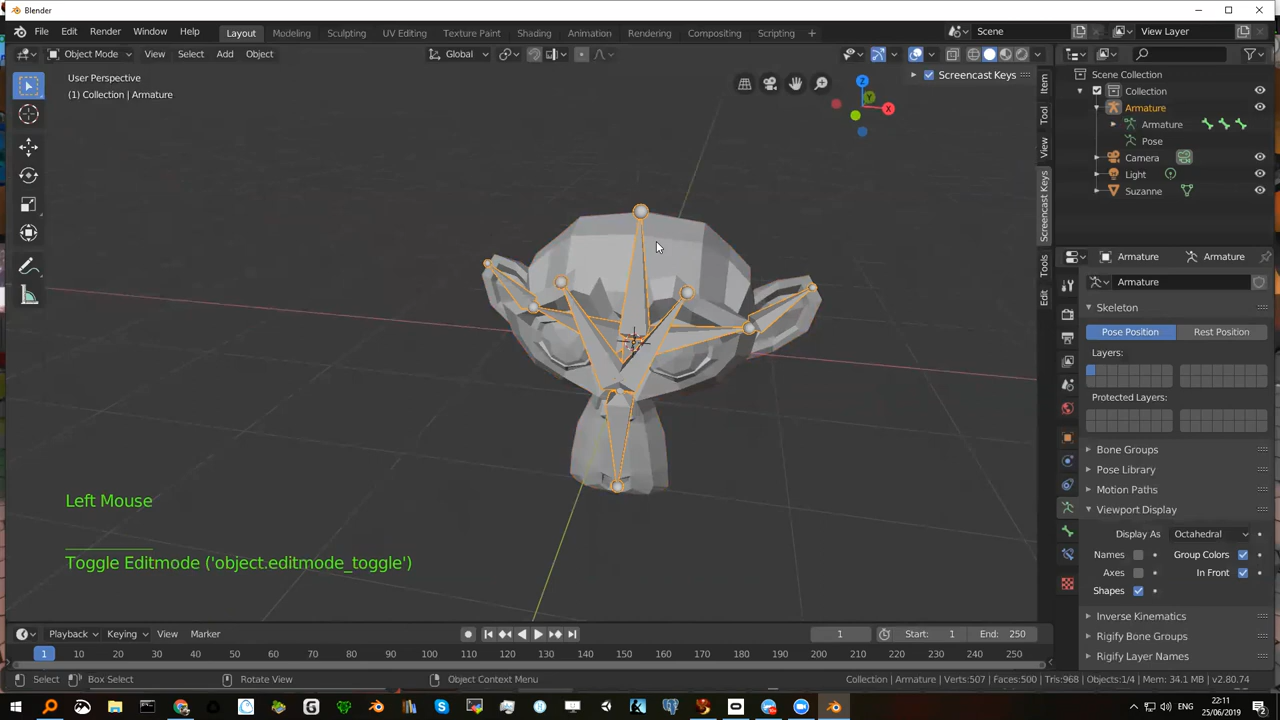 Blender
File Edit Render Window Help
Layout Modeling Sculpting UV Editing Texture Paint Shading Animation Rendering Compositing Scripting
Scene
View Layer
Object Mode View Select Add Object
Global
User Perspective
(1) Collection | Armature
Screencast Keys
Item
Tool
View
Screencast Keys
Tools
Edit
X
Y
Z
Scene Collection
Collection
Armature
Armature
Pose
Camera
Light
Suzanne
Armature Armature
Armature
Skeleton
Pose Position Rest Position
Layers:
Protected Layers:
Bone Groups
Pose Library
Motion Paths
Viewport Display
Display As Octahedral
Names Group Colors
Axes In Front
Shapes
Inverse Kinematics
Rigify Bone Groups
Rigify Layer Names
Left Mouse
Toggle Editmode ('object.editmode_toggle')
Playback Keying View Marker
1 Start: 1 End: 250
1 10 20 30 40 50 60 70 80 90 100 110 120 130 140 150 160 170 180 190 200 210 220 230 240 250
Select Box Select Rotate View Object Context Menu
Collection | Armature | Verts:507 | Faces:500 | Tris:968 | Objects:1/4 | Mem: 34.1 MB | v2.80.74
ENG
22:11
25/06/2019